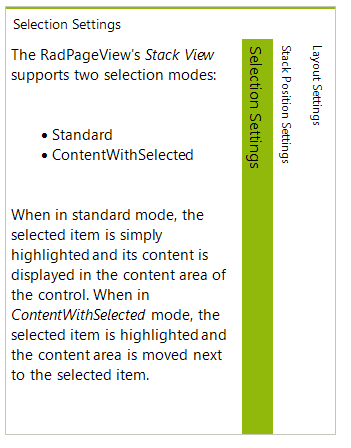 Selection Settings
The RadPageView's Stack View
supports two selection modes:
• Standard
• ContentWithSelected
When in standard mode, the
selected item is simply
highlighted and its content is
displayed in the content area of
the control. When in
ContentWithSelected mode, the
selected item is highlighted and
the content area is moved next
to the selected item.
Selection Settings
Stack Position Settings
Layout Settings